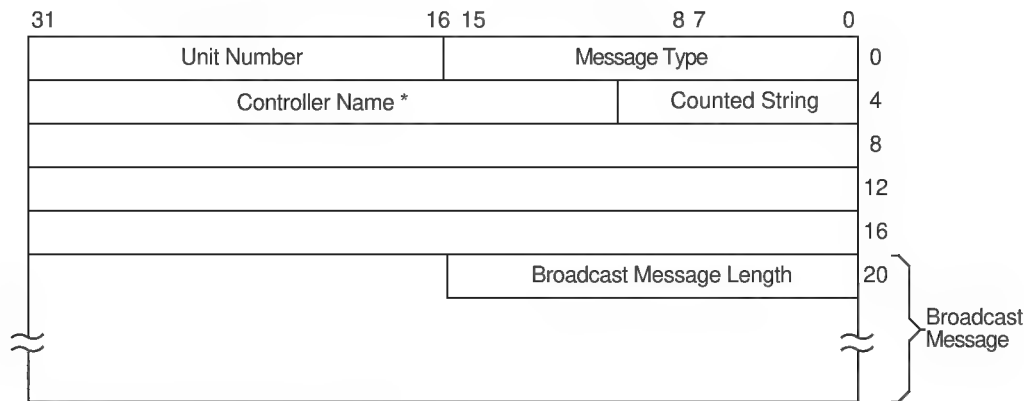 31 16 15 8 7 0
Unit Number Message Type 0
Controller Name * Counted String 4
8
12
16
Broadcast Message Length 20
Broadcast
Message